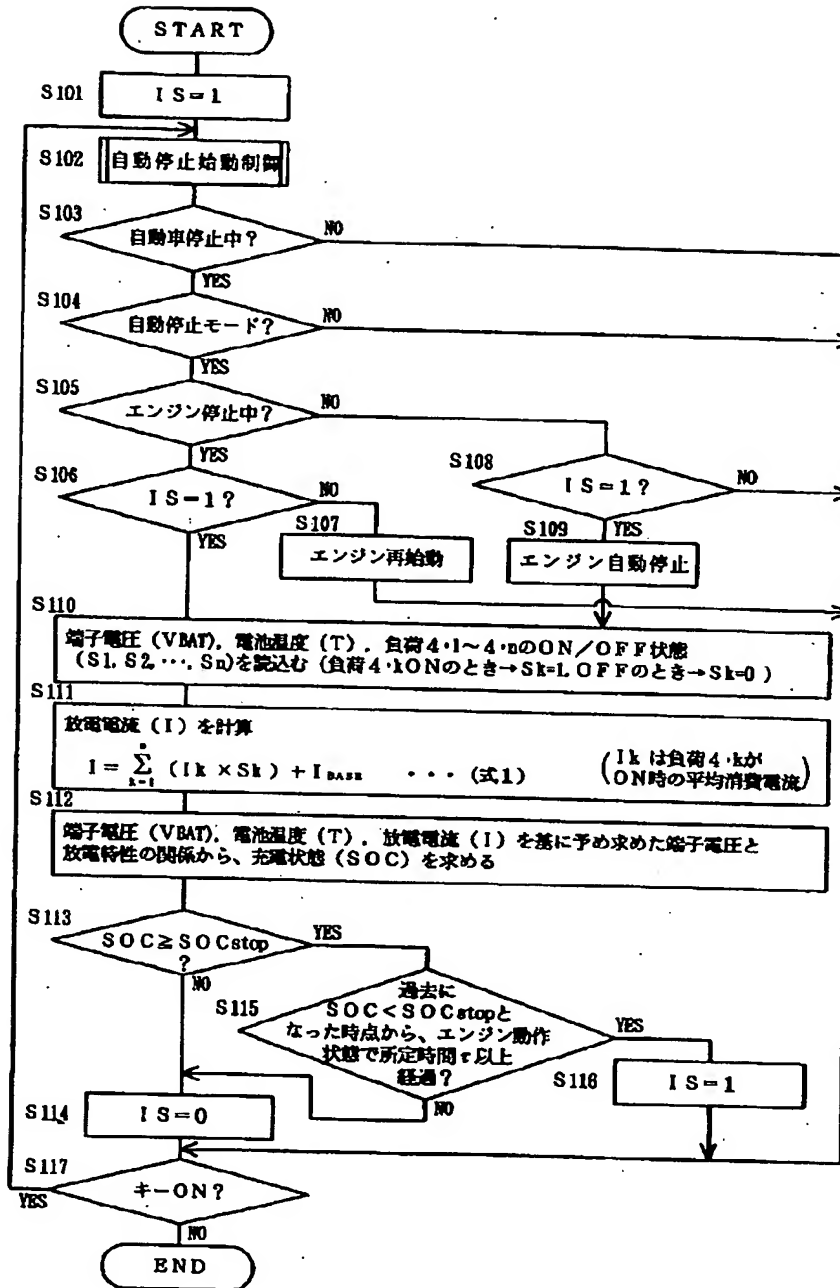 START
S101
IS=1
S102
自動停止始動制御
S103
自動車停止中?
NO
YES
S104
自動停止モード?
NO
YES
S105
エンジン停止中?
NO
YES
S106
IS=1?
NO
YES
S107
エンジン再始動
S108
IS=1?
NO
YES
S109
エンジン自動停止
S110
端子電圧(VBAT), 電池温度(T), 負荷4・1〜4・nのON/OFF状態
(S1, S2, ・・・, Sn)を読込む (負荷4・kONのとき→Sk=1, OFFのとき→Sk=0)
S111
放電電流(I)を計算
I = n Σ k=1 (Ik × Sk) + I BASE ・・・(式1) (Ik は負荷4・kが
ON時の平均消費電流)
S112
端子電圧(VBAT), 電池温度(T), 放電電流(I)を基に予め求めた端子電圧と
放電特性の関係から、充電状態(SOC)を求める
S113
SOC≧SOCstop
?
YES
NO
S115
過去に
SOC<SOCstopと
なった時点から、エンジン動作
状態で所定時間τ以上
経過?
YES
NO
S116
IS=1
S114
IS=0
S117
キーON?
YES
NO
END